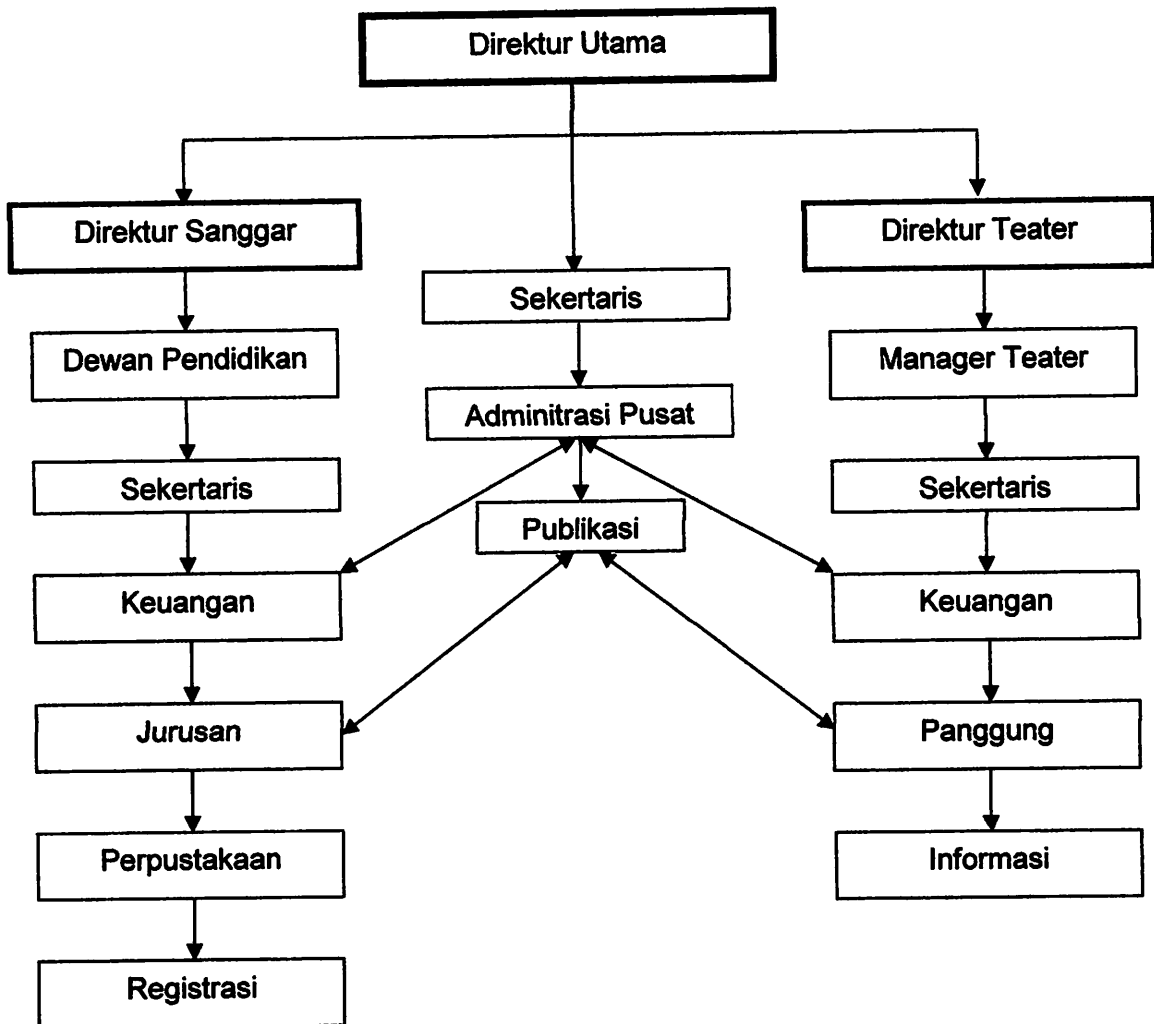 Direktur Utama
Direktur Sanggar
Direktur Teater
Sekertaris
Dewan Pendidikan
Manager Teater
Adminitrasi Pusat
Sekertaris
Sekertaris
Publikasi
Keuangan
Keuangan
Jurusan
Panggung
Perpustakaan
Informasi
Registrasi